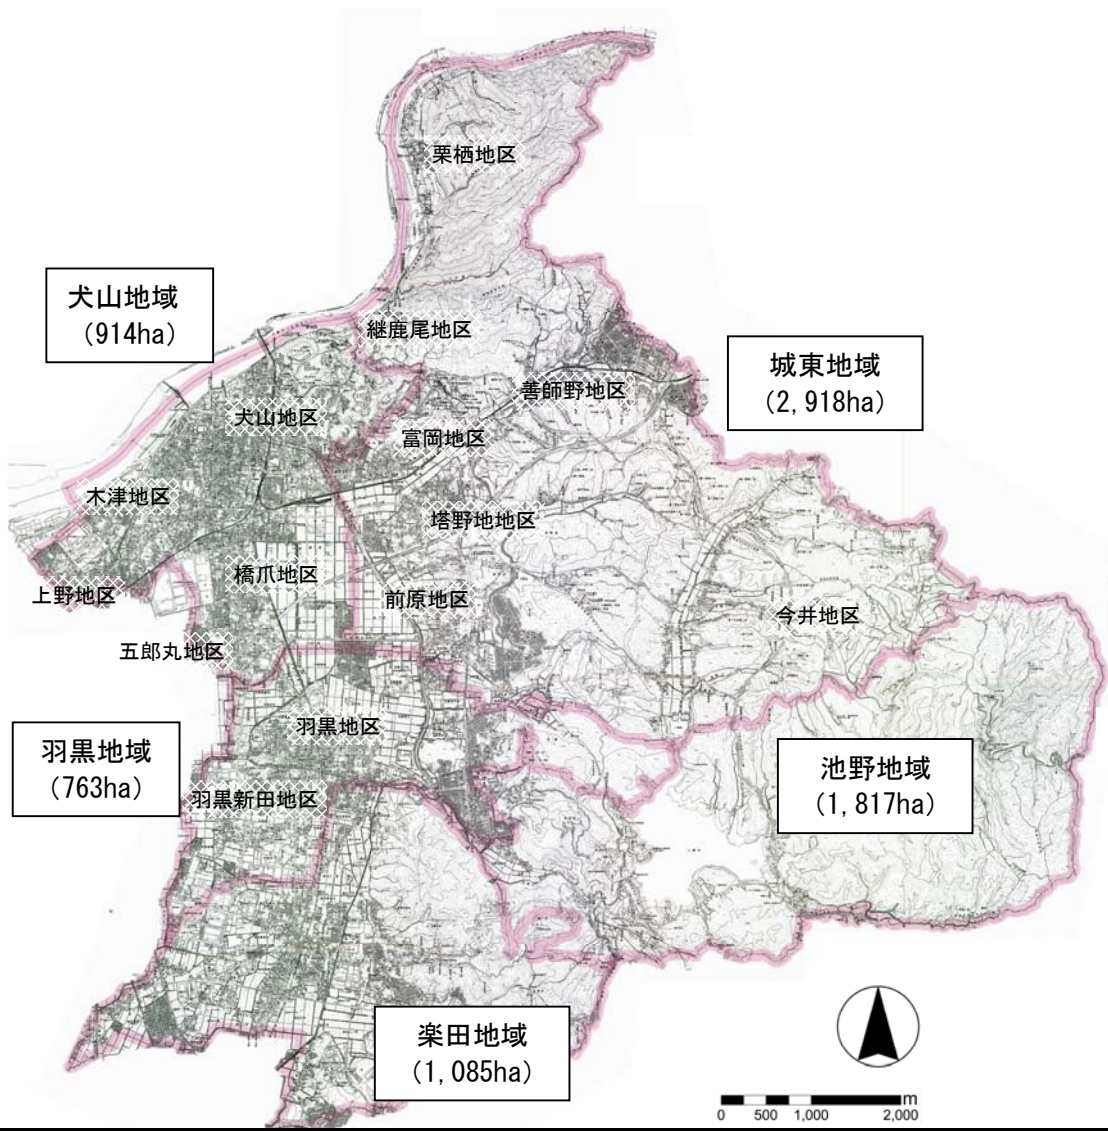 栗栖地区
犬山地域
(914ha)
継鹿尾地区
城東地域
(2,918ha)
善師野地区
犬山地区
富岡地区
木津地区
塔野地地区
橋爪地区
上野地区
前原地区
今井地区
五郎丸地区
羽黒地区
羽黒地域
(763ha)
池野地域
(1,817ha)
羽黒新田地区
楽田地域
(1,085ha)
m
0 500 1,000 2,000